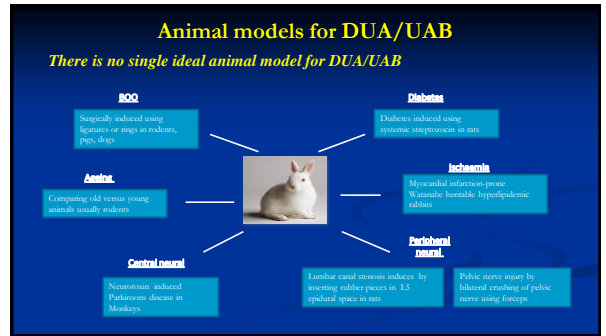 Animal models for DUA/UAB
There is no single ideal animal model for DUA/UAB
BOO
Surgically induced using
ligatures or rings in rodents,
pigs, dogs
Diabetes
Diabetes induced using
systemic streptozocin in rats
Ageing
Comparing old versus young
animals usually rodents
Ischaemia
Myocardial infarction-prone
Watanabe heritable hyperlipidemic
rabbits
Central neural
Neurotoxin induced
Parkinsons disease in
Monkeys
Peripheral
neural
Lumbar canal stenosis induces by
inserting rubber pieces in L5
epidural space in rats
Pelvic nerve injury by
bilateral crushing of pelvic
nerve using forceps